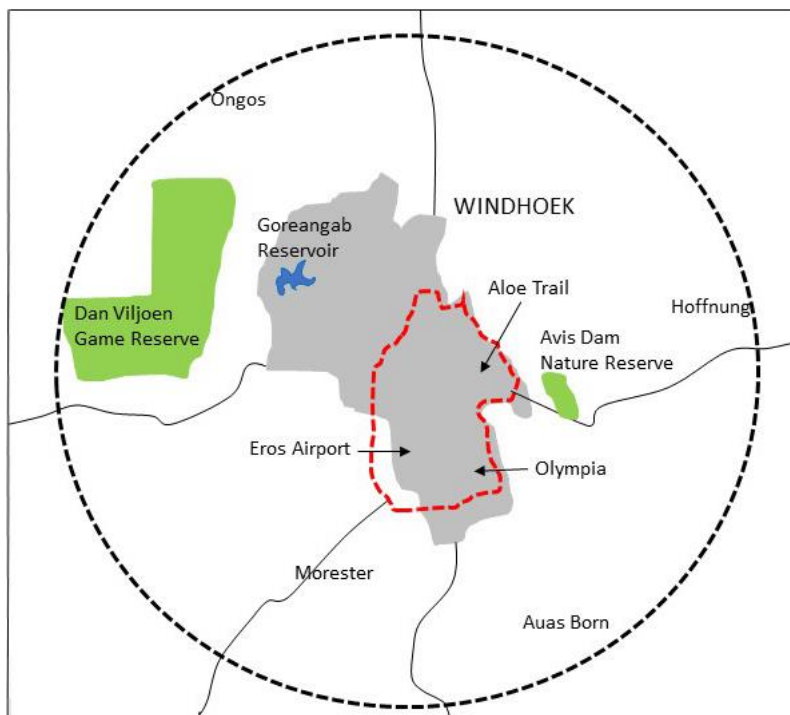 Ongos
WINDHOEK
Goreangab
Reservoir
Aloe Trail
Dan Viljoen
Game Reserve
Hoffnung
Avis Dam
Nature Reserve
Eros Airport
Olympia
Morester
Auas Born